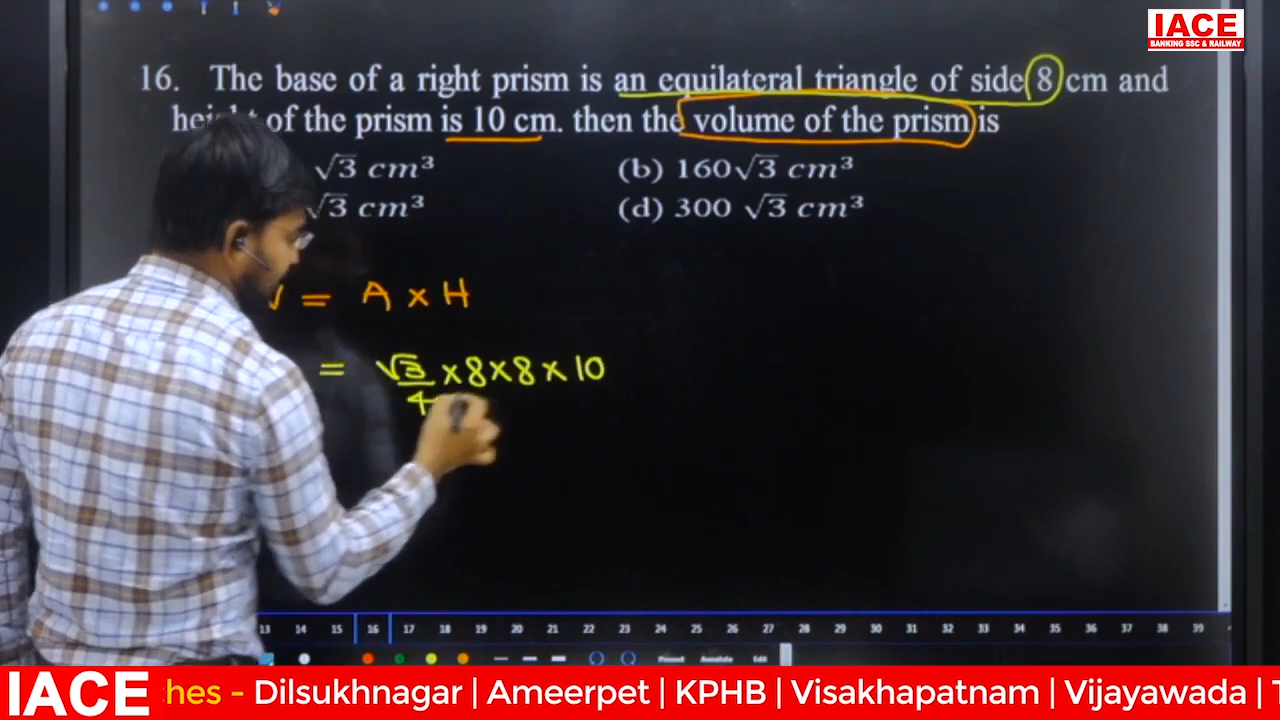 IACE
BANKING SSC & RAILWAY
16. The base of a right prism is an equilateral triangle of side 8 cm and
of the prism is 10 cm. then the volume of the prism is
√3 cm³ (b) 160√3 cm³
√3 cm³ (d) 300 √3 cm³
= A × H
= √3/4 × 8 × 8 × 10
13 14 15 16 17 18 19 20 21 22 23 24 25 26 27 28 29 30 31 32 33 34 35 36 37 38 39
Present Annotate Edit
IACE hes - Dilsukhnagar | Ameerpet | KPHB | Visakhapatnam | Vijayawada |